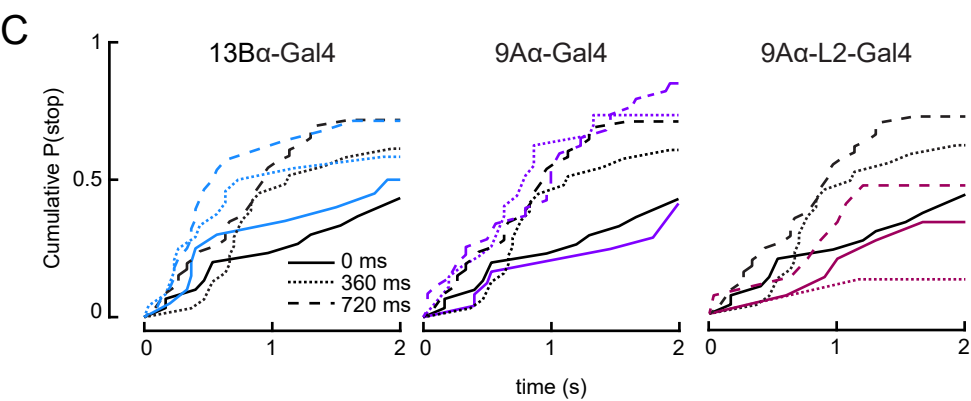 C
13Bα-Gal4
9Aα-Gal4
9Aα-L2-Gal4
Cumulative P(stop)
1
0.5
0
0 ms
360 ms
720 ms
0 1 2
0 1 2
0 1 2
time (s)